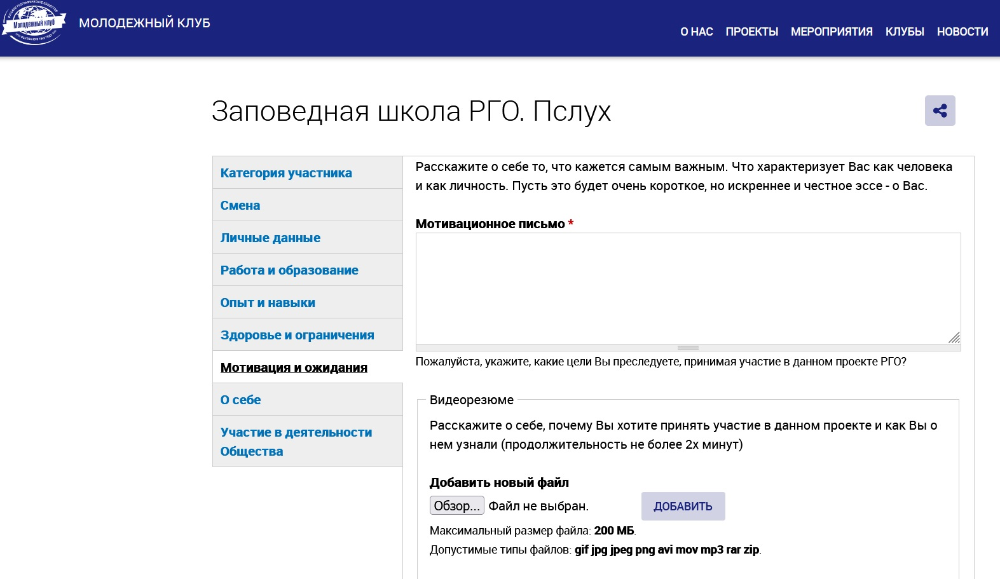 РУССКОЕ ГЕОГРАФИЧЕСКОЕ ОБЩЕСТВО
Молодежный клуб
МОЛОДЕЖНЫЙ КЛУБ
О НАС ПРОЕКТЫ МЕРОПРИЯТИЯ КЛУБЫ НОВОСТИ
Заповедная школа РГО. Пслух
Категория участника
Смена
Личные данные
Работа и образование
Опыт и навыки
Здоровье и ограничения
Мотивация и ожидания
О себе
Участие в деятельности
Общества
Расскажите о себе то, что кажется самым важным. Что характеризует Вас как человека
и как личность. Пусть это будет очень короткое, но искреннее и честное эссе - о Вас.
Мотивационное письмо *
Пожалуйста, укажите, какие цели Вы преследуете, принимая участие в данном проекте РГО?
Видеорезюме
Расскажите о себе, почему Вы хотите принять участие в данном проекте и как Вы о
нем узнали (продолжительность не более 2х минут)
Добавить новый файл
Обзор... Файл не выбран. ДОБАВИТЬ
Максимальный размер файла: 200 МБ.
Допустимые типы файлов: gif jpg jpeg png avi mov mp3 rar zip.